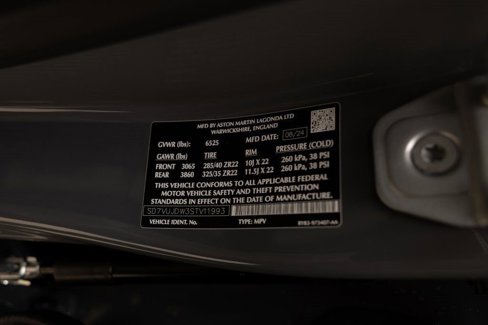 MFD BY ASTON MARTIN LAGONDA LTD
WARWICKSHIRE, ENGLAND
GVWR (lbs): 6525 MFD DATE: 08/24
GAWR (lbs) TIRE RIM PRESSURE (COLD)
FRONT 3065 285/40 ZR22 10J X 22 260 kPa, 38 PSI
REAR 3860 325/35 ZR22 11.5J X 22 260 kPa, 38 PSI
THIS VEHICLE CONFORMS TO ALL APPLICABLE FEDERAL
MOTOR VEHICLE SAFETY AND THEFT PREVENTION
STANDARDS IN EFFECT ON THE DATE OF MANUFACTURE.
SD7VUJDW3STV11993
VEHICLE IDENT. No. TYPE: MPV